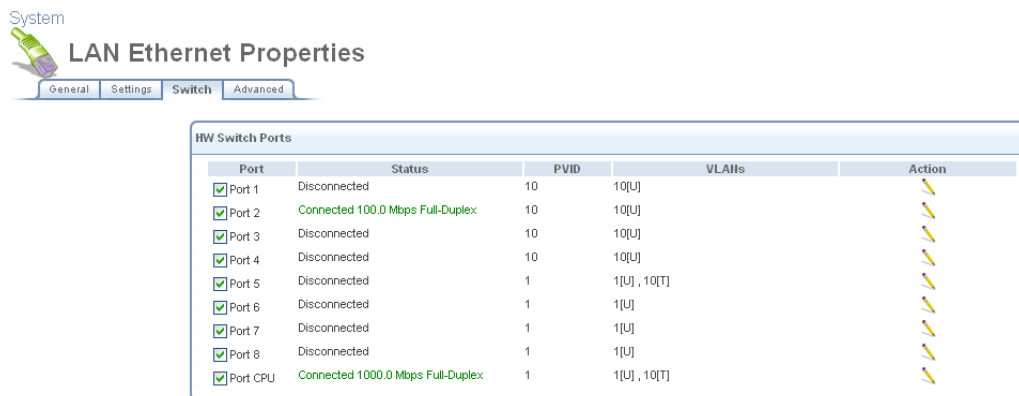 System
LAN Ethernet Properties
General Settings Switch Advanced
HW Switch Ports
Port Status PVID VLANs Action
Port 1 Disconnected 10 10[U]
Port 2 Connected 100.0 Mbps Full-Duplex 10 10[U]
Port 3 Disconnected 10 10[U]
Port 4 Disconnected 10 10[U]
Port 5 Disconnected 1 1[U] , 10[T]
Port 6 Disconnected 1 1[U]
Port 7 Disconnected 1 1[U]
Port 8 Disconnected 1 1[U]
Port CPU Connected 1000.0 Mbps Full-Duplex 1 1[U] , 10[T]